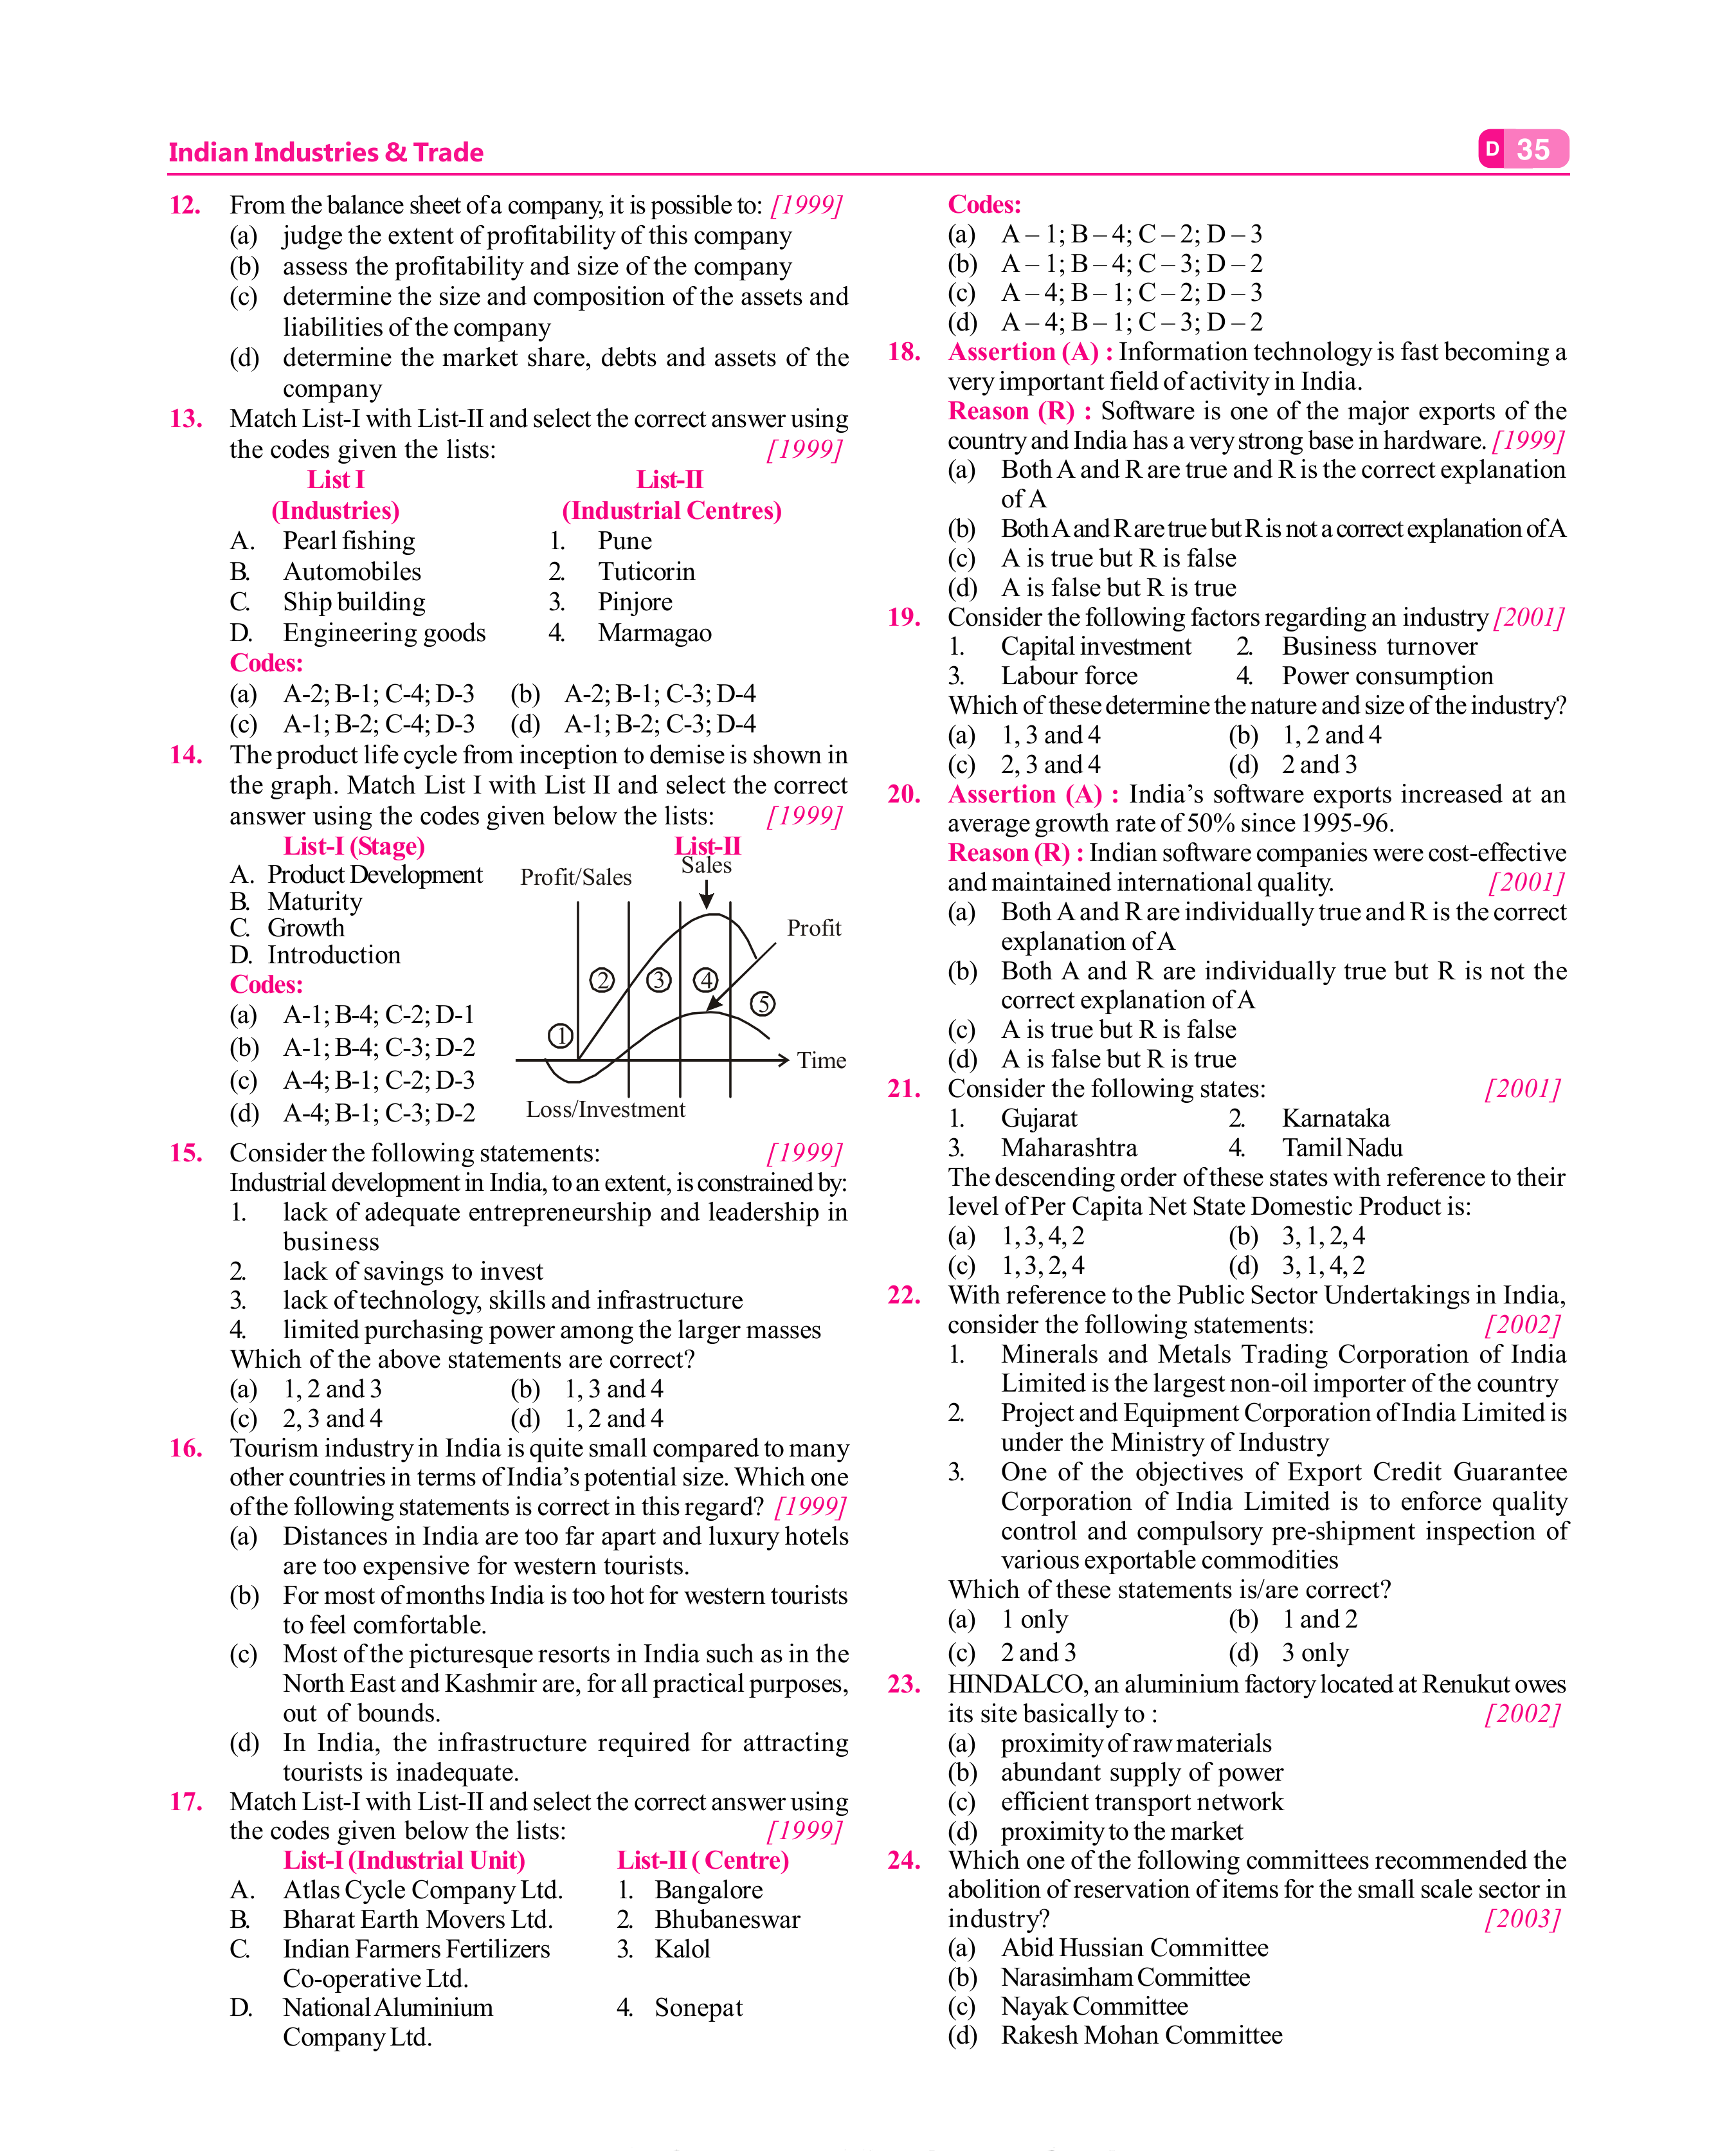 Indian Industries & Trade
D 35
12. From the balance sheet of a company, it is possible to: [1999]
(a) judge the extent of profitability of this company
(b) assess the profitability and size of the company
(c) determine the size and composition of the assets and
liabilities of the company
(d) determine the market share, debts and assets of the
company
13. Match List-I with List-II and select the correct answer using
the codes given the lists: [1999]
List I List-II
(Industries) (Industrial Centres)
A. Pearl fishing 1. Pune
B. Automobiles 2. Tuticorin
C. Ship building 3. Pinjore
D. Engineering goods 4. Marmagao
Codes:
(a) A-2; B-1; C-4; D-3 (b) A-2; B-1; C-3; D-4
(c) A-1; B-2; C-4; D-3 (d) A-1; B-2; C-3; D-4
14. The product life cycle from inception to demise is shown in
the graph. Match List I with List II and select the correct
answer using the codes given below the lists: [1999]
List-I (Stage) List-II
A. Product Development
B. Maturity
C. Growth
D. Introduction
Codes:
(a) A-1; B-4; C-2; D-1
(b) A-1; B-4; C-3; D-2
(c) A-4; B-1; C-2; D-3
(d) A-4; B-1; C-3; D-2
Sales
Profit/Sales
Profit
2 3 4
5
1
Time
Loss/Investment
15. Consider the following statements: [1999]
Industrial development in India, to an extent, is constrained by:
1. lack of adequate entrepreneurship and leadership in
business
2. lack of savings to invest
3. lack of technology, skills and infrastructure
4. limited purchasing power among the larger masses
Which of the above statements are correct?
(a) 1, 2 and 3 (b) 1, 3 and 4
(c) 2, 3 and 4 (d) 1, 2 and 4
16. Tourism industry in India is quite small compared to many
other countries in terms of India's potential size. Which one
of the following statements is correct in this regard? [1999]
(a) Distances in India are too far apart and luxury hotels
are too expensive for western tourists.
(b) For most of months India is too hot for western tourists
to feel comfortable.
(c) Most of the picturesque resorts in India such as in the
North East and Kashmir are, for all practical purposes,
out of bounds.
(d) In India, the infrastructure required for attracting
tourists is inadequate.
17. Match List-I with List-II and select the correct answer using
the codes given below the lists: [1999]
List-I (Industrial Unit) List-II ( Centre)
A. Atlas Cycle Company Ltd. 1. Bangalore
B. Bharat Earth Movers Ltd. 2. Bhubaneswar
C. Indian Farmers Fertilizers 3. Kalol
Co-operative Ltd.
D. National Aluminium 4. Sonepat
Company Ltd.
Codes:
(a) A – 1; B – 4; C – 2; D – 3
(b) A – 1; B – 4; C – 3; D – 2
(c) A – 4; B – 1; C – 2; D – 3
(d) A – 4; B – 1; C – 3; D – 2
18. Assertion (A) : Information technology is fast becoming a
very important field of activity in India.
Reason (R) : Software is one of the major exports of the
country and India has a very strong base in hardware. [1999]
(a) Both A and R are true and R is the correct explanation
of A
(b) Both A and R are true but R is not a correct explanation of A
(c) A is true but R is false
(d) A is false but R is true
19. Consider the following factors regarding an industry [2001]
1. Capital investment 2. Business turnover
3. Labour force 4. Power consumption
Which of these determine the nature and size of the industry?
(a) 1, 3 and 4 (b) 1, 2 and 4
(c) 2, 3 and 4 (d) 2 and 3
20. Assertion (A) : India's software exports increased at an
average growth rate of 50% since 1995-96.
Reason (R) : Indian software companies were cost-effective
and maintained international quality. [2001]
(a) Both A and R are individually true and R is the correct
explanation of A
(b) Both A and R are individually true but R is not the
correct explanation of A
(c) A is true but R is false
(d) A is false but R is true
21. Consider the following states: [2001]
1. Gujarat 2. Karnataka
3. Maharashtra 4. Tamil Nadu
The descending order of these states with reference to their
level of Per Capita Net State Domestic Product is:
(a) 1, 3, 4, 2 (b) 3, 1, 2, 4
(c) 1, 3, 2, 4 (d) 3, 1, 4, 2
22. With reference to the Public Sector Undertakings in India,
consider the following statements: [2002]
1. Minerals and Metals Trading Corporation of India
Limited is the largest non-oil importer of the country
2. Project and Equipment Corporation of India Limited is
under the Ministry of Industry
3. One of the objectives of Export Credit Guarantee
Corporation of India Limited is to enforce quality
control and compulsory pre-shipment inspection of
various exportable commodities
Which of these statements is/are correct?
(a) 1 only (b) 1 and 2
(c) 2 and 3 (d) 3 only
23. HINDALCO, an aluminium factory located at Renukut owes
its site basically to : [2002]
(a) proximity of raw materials
(b) abundant supply of power
(c) efficient transport network
(d) proximity to the market
24. Which one of the following committees recommended the
abolition of reservation of items for the small scale sector in
industry? [2003]
(a) Abid Hussian Committee
(b) Narasimham Committee
(c) Nayak Committee
(d) Rakesh Mohan Committee